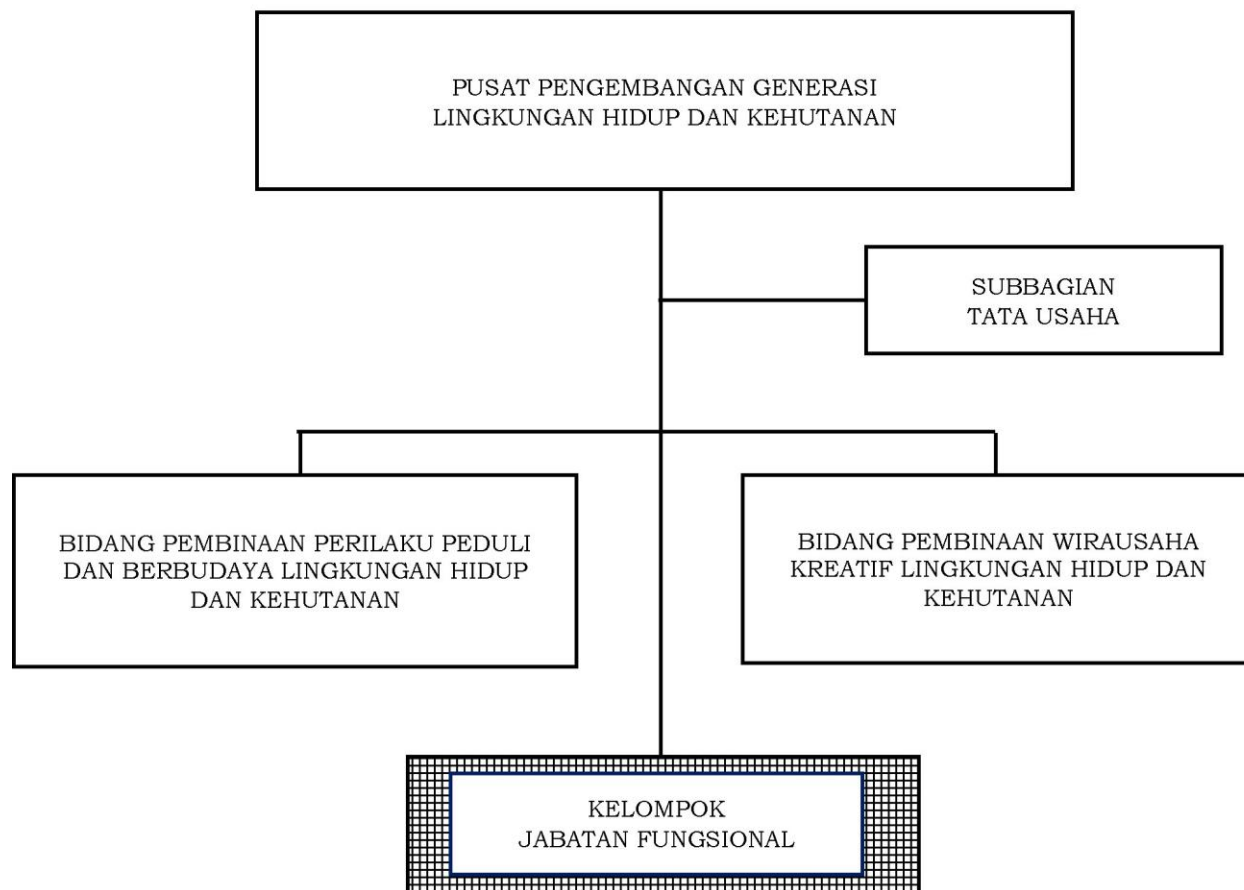 PUSAT PENGEMBANGAN GENERASI
LINGKUNGAN HIDUP DAN KEHUTANAN
SUBBAGIAN
TATA USAHA
BIDANG PEMBINAAN PERILAKU PEDULI
DAN BERBUDAYA LINGKUNGAN HIDUP
DAN KEHUTANAN
BIDANG PEMBINAAN WIRAUSAHA
KREATIF LINGKUNGAN HIDUP DAN
KEHUTANAN
KELOMPOK
JABATAN FUNGSIONAL